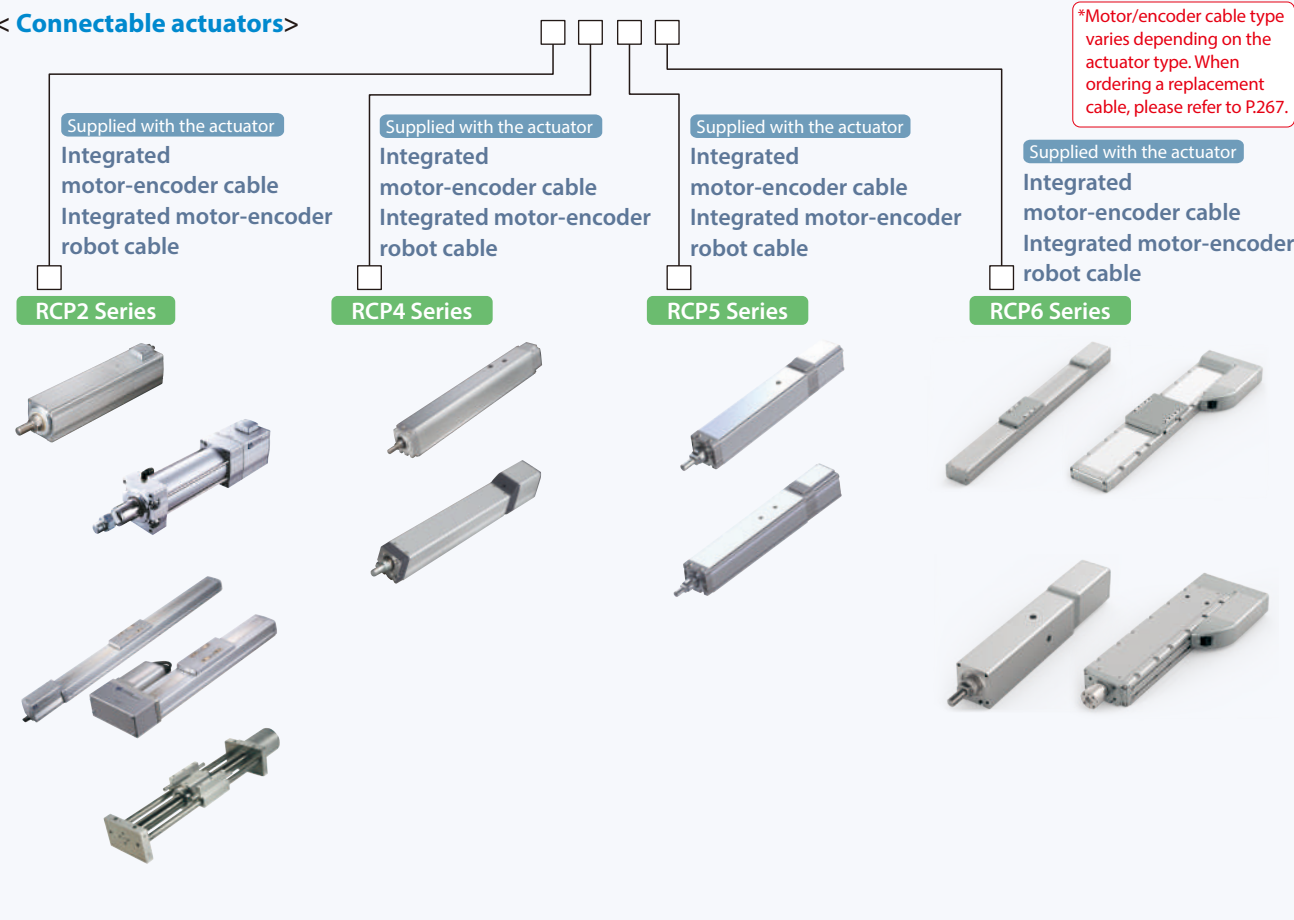 < Connectable actuators>
*Motor/encoder cable type
varies depending on the
actuator type. When
ordering a replacement
cable, please refer to P.267.
Supplied with the actuator
Integrated
motor-encoder cable
Integrated motor-encoder
robot cable
RCP2 Series
Supplied with the actuator
Integrated
motor-encoder cable
Integrated motor-encoder
robot cable
RCP4 Series
Supplied with the actuator
Integrated
motor-encoder cable
Integrated motor-encoder
robot cable
RCP5 Series
Supplied with the actuator
Integrated
motor-encoder cable
Integrated motor-encoder
robot cable
RCP6 Series